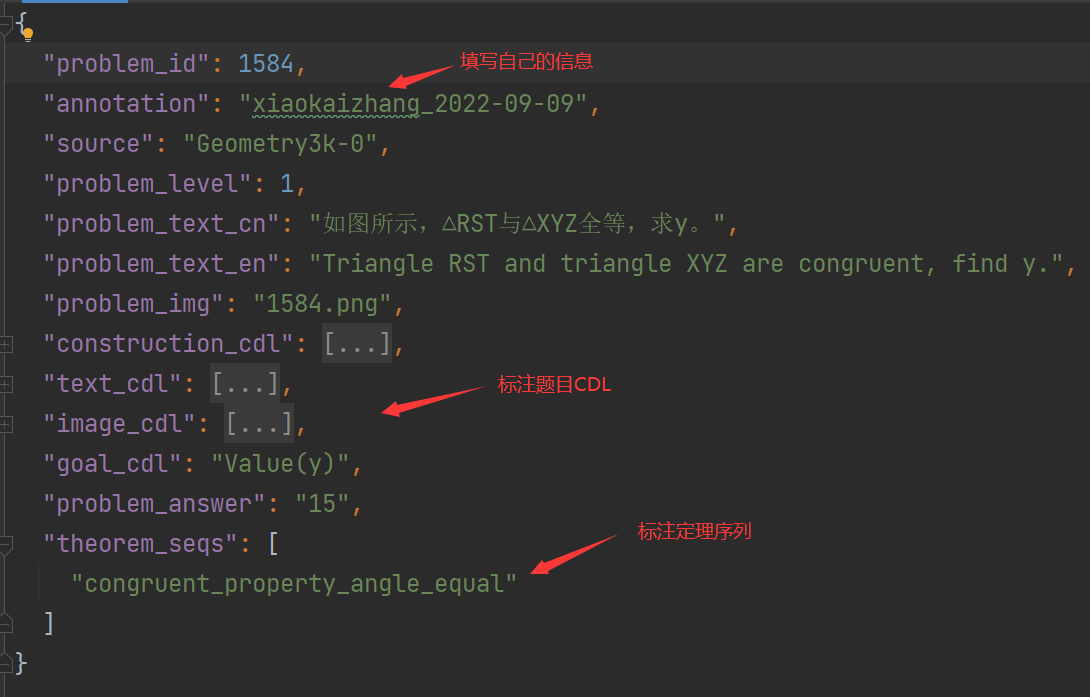 {
"problem_id": 1584,
填写自己的信息
"annotation": "xiaokaizhang_2022-09-09",
"source": "Geometry3k-0",
"problem_level": 1,
"problem_text_cn": "如图所示，△RST与△XYZ全等，求y。",
"problem_text_en": "Triangle RST and triangle XYZ are congruent, find y.",
"problem_img": "1584.png",
"construction_cdl": [...],
"text_cdl": [...],
标注题目CDL
"image_cdl": [...],
"goal_cdl": "Value(y)",
"problem_answer": "15",
"theorem_seqs": [
标注定理序列
"congruent_property_angle_equal"
]
}